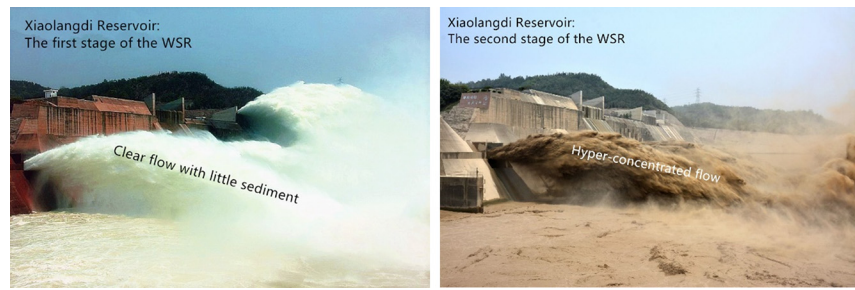 Xiaolangdi Reservoir:
The first stage of the WSR
Clear flow with little sediment
Xiaolangdi Reservoir:
The second stage of the WSR
Hyper-concentrated flow